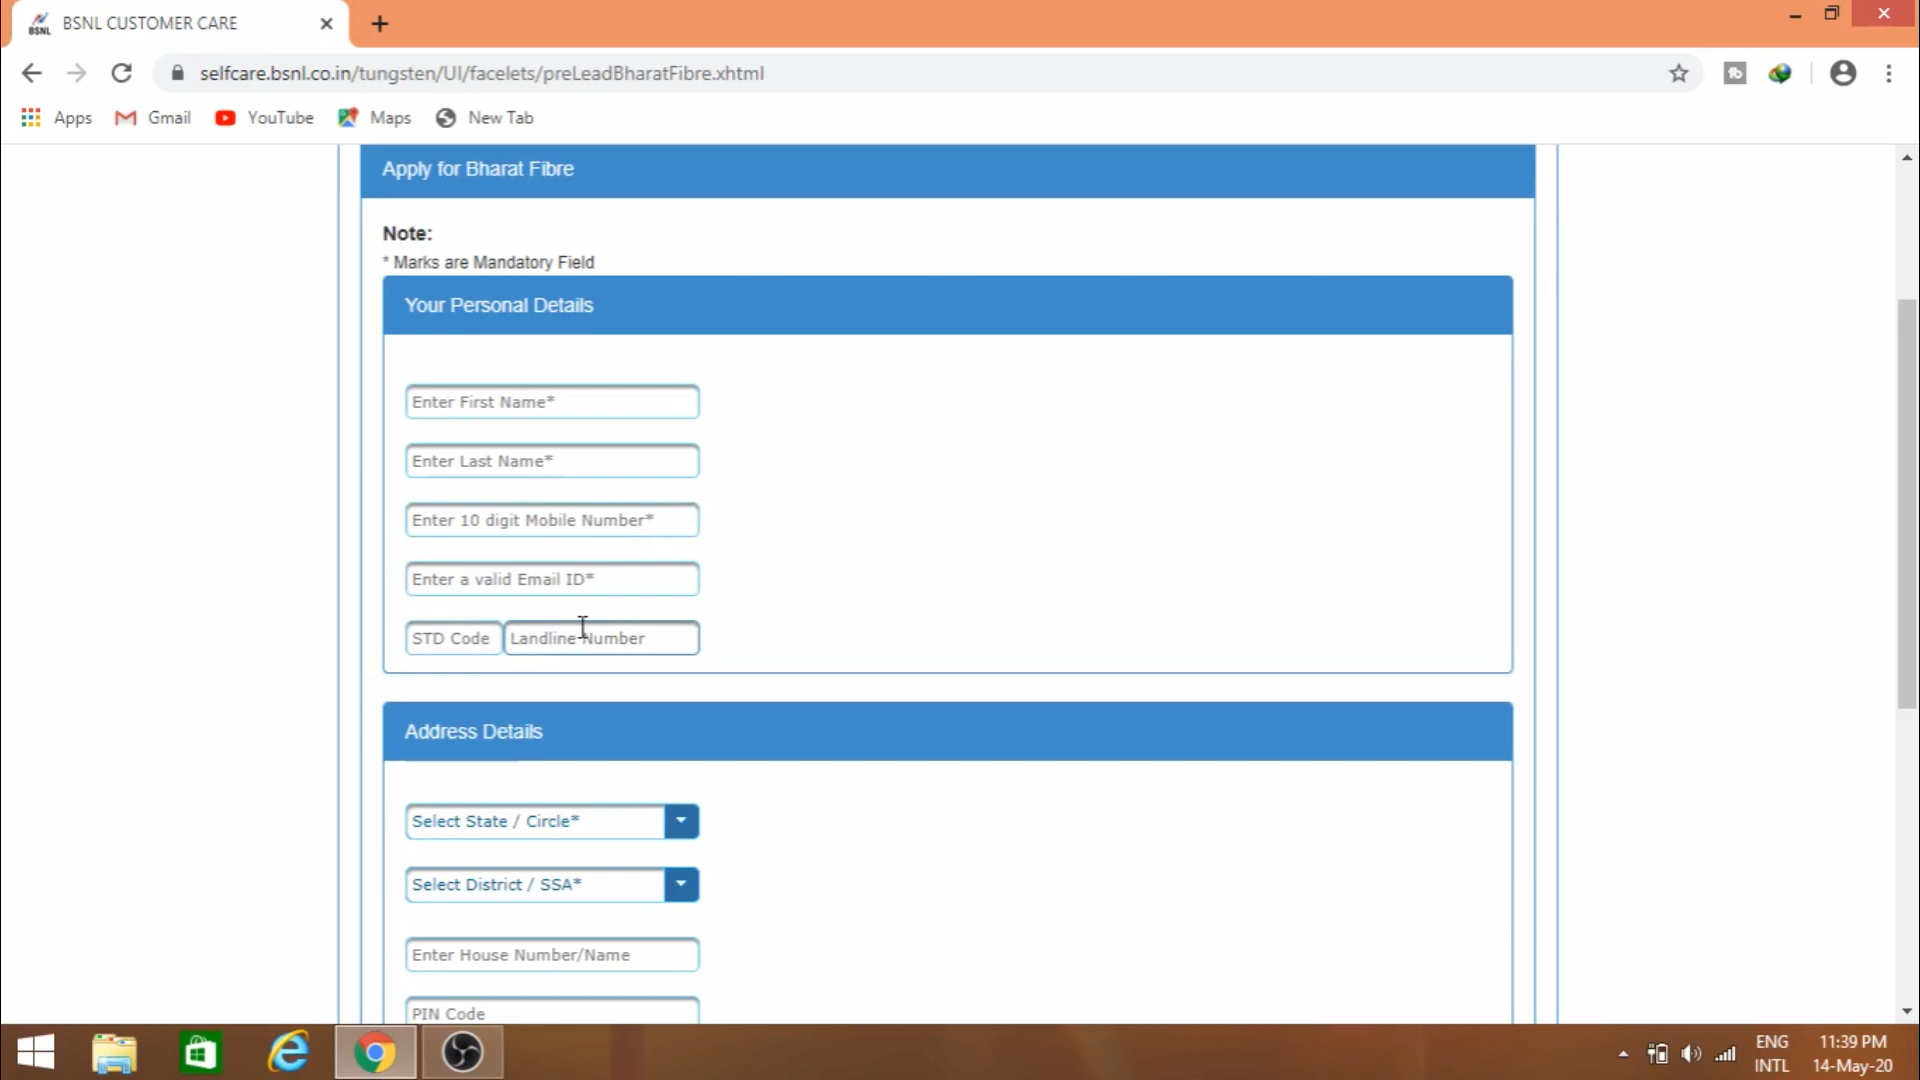 BSNL CUSTOMER CARE
selfcare.bsnl.co.in/tungsten/UI/facelets/preLeadBharatFibre.xhtml
Apps Gmail YouTube Maps New Tab
Apply for Bharat Fibre
Note:
* Marks are Mandatory Field
Your Personal Details
Enter First Name*
Enter Last Name*
Enter 10 digit Mobile Number*
Enter a valid Email ID*
STD Code Landline Number
Address Details
Select State / Circle*
Select District / SSA*
Enter House Number/Name
PIN Code
ENG 11:39 PM
INTL 14-May-20